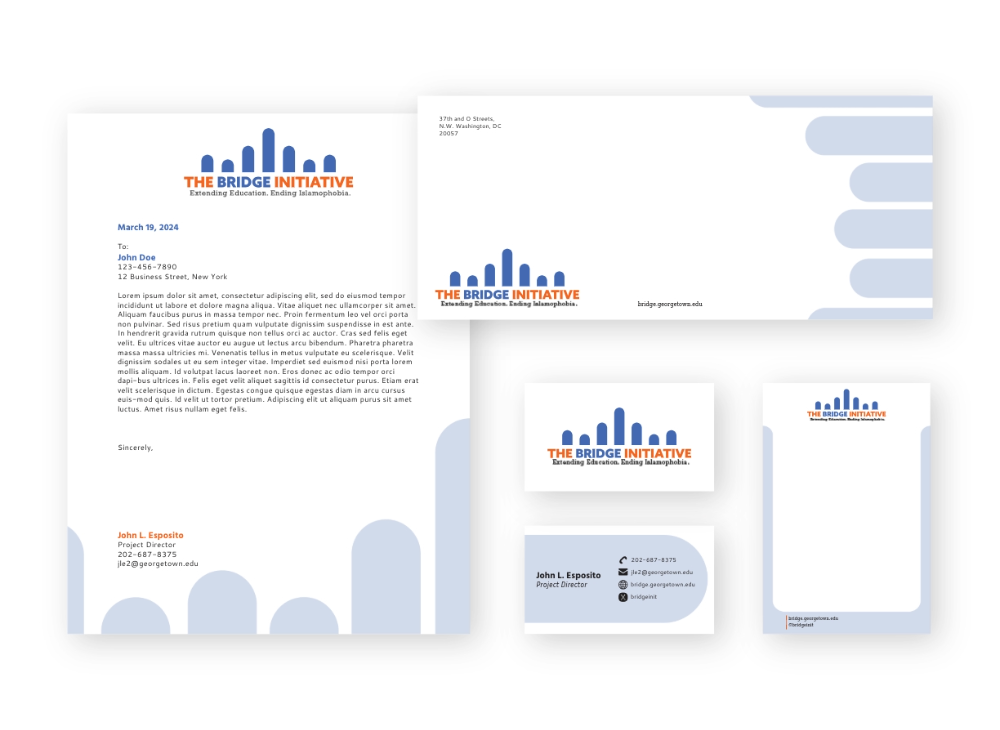 THE BRIDGE INITIATIVE
Extending Education. Ending Islamophobia.
March 19, 2024
To:
John Doe
123-456-7890
12 Business Street, New York
Lorem ipsum dolor sit amet, consectetur adipiscing elit, sed do eiusmod tempor
incididunt ut labore et dolore magna aliqua. Vitae aliquet nec ullamcorper sit amet.
Aliquam faucibus purus in massa tempor nec. Proin fermentum leo vel orci porta
non pulvinar. Sed risus pretium quam vulputate dignissim suspendisse in est ante.
In hendrerit gravida rutrum quisque non tellus orci ac auctor. Cras sed felis eget
velit. Eu ultrices vitae auctor eu augue ut lectus arcu bibendum. Pharetra pharetra
massa massa ultricies mi. Venenatis tellus in metus vulputate eu scelerisque. Velit
dignissim sodales ut eu sem integer vitae. Imperdiet sed euismod nisi porta lorem
mollis aliquam. Id volutpat lacus laoreet non. Eros donec ac odio tempor orci
dapi-bus ultrices in. Felis eget velit aliquet sagittis id consectetur purus. Etiam erat
velit scelerisque in dictum. Egestas congue quisque egestas diam in arcu cursus
euis-mod quis. Id velit ut tortor pretium. Adipiscing elit ut aliquam purus sit amet
luctus. Amet risus nullam eget felis.
Sincerely,
John L. Esposito
Project Director
202-687-8375
jle2@georgetown.edu
37th and O Streets,
N.W. Washington, DC
20057
THE BRIDGE INITIATIVE
Extending Education. Ending Islamophobia.
bridge.georgetown.edu
THE BRIDGE INITIATIVE
Extending Education. Ending Islamophobia.
John L. Esposito
Project Director
202-687-8375
jle2@georgetown.edu
bridge.georgetown.edu
bridgeinit
THE BRIDGE INITIATIVE
Extending Education. Ending Islamophobia.
bridge.georgetown.edu
@bridgeinit